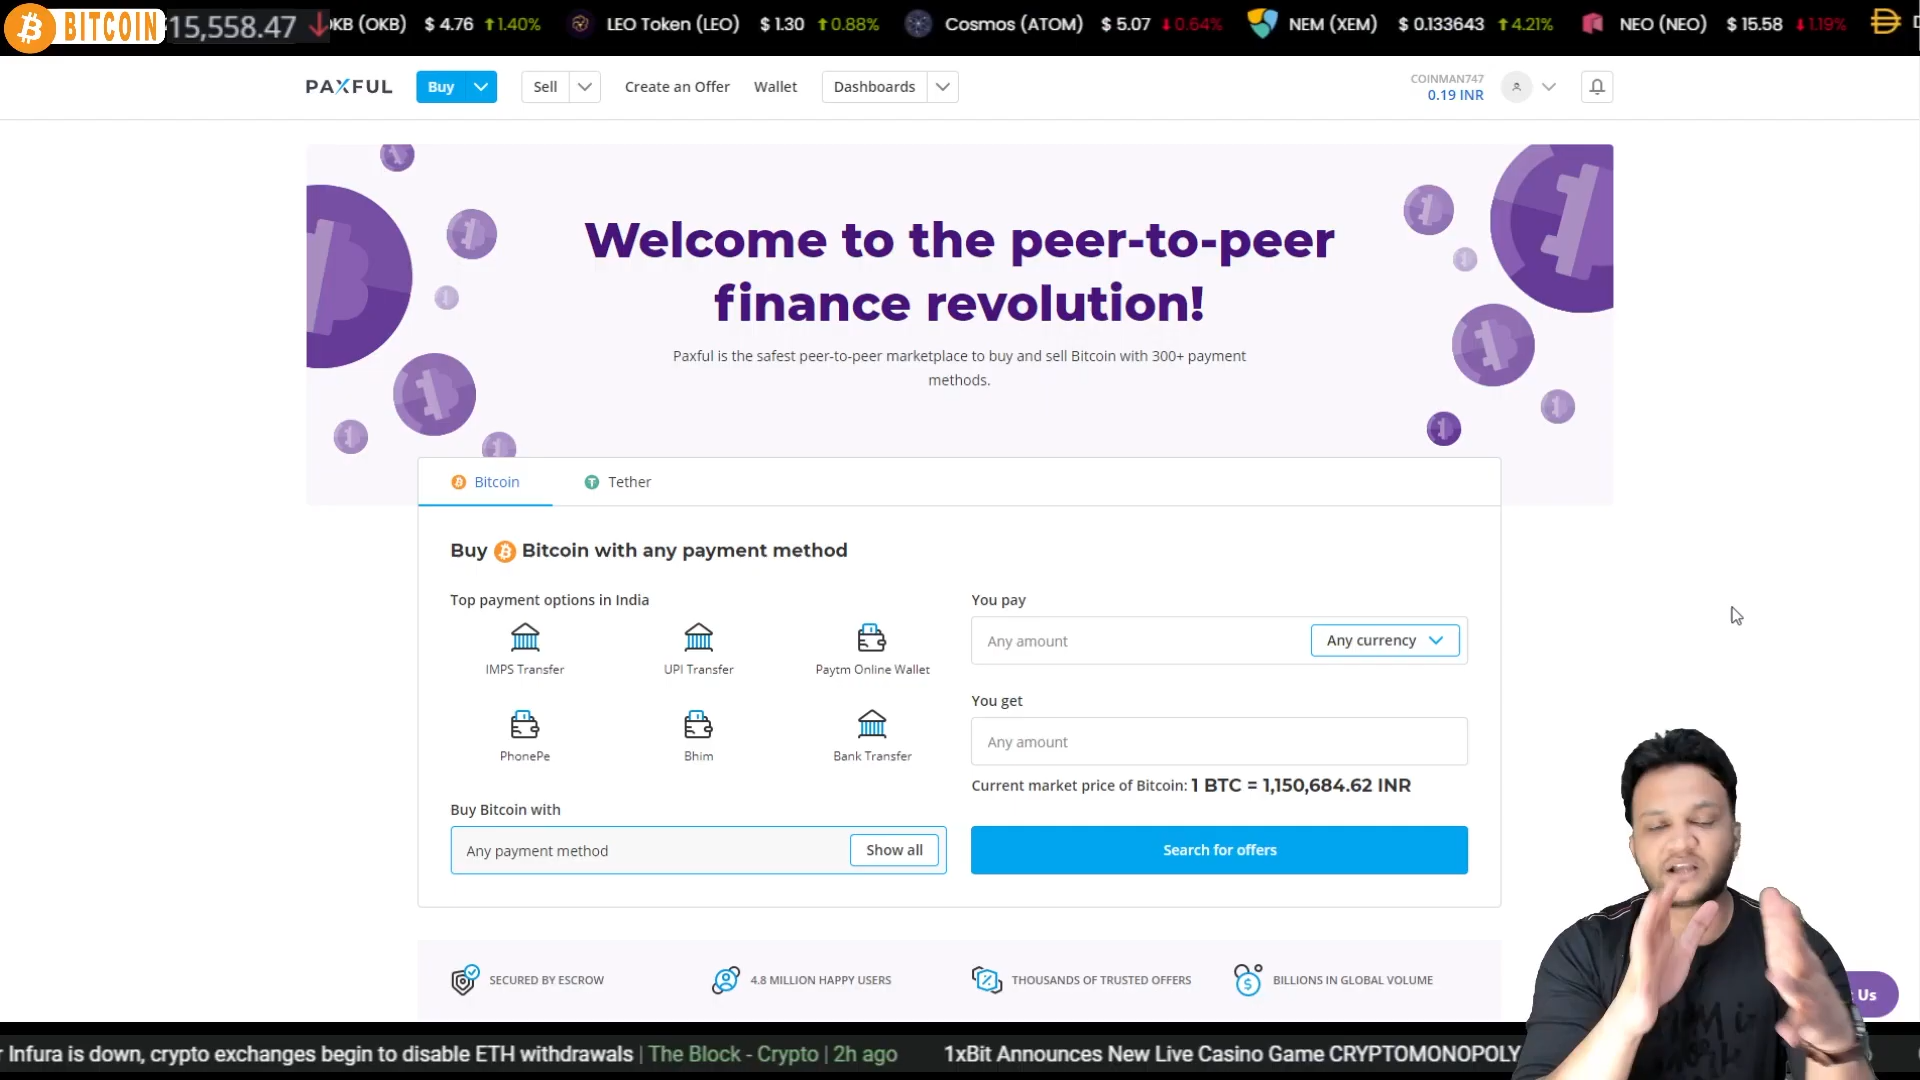 BITCOIN 15,558.47 OKB (OKB) $ 4.76 1.40% LEO Token (LEO) $ 1.30 0.88% Cosmos (ATOM) $ 5.07 0.64% NEM (XEM) $ 0.133643 4.21% NEO (NEO) $ 15.58 1.19%
PAXFUL Buy Sell Create an Offer Wallet Dashboards
COINMAN747
0.19 INR
Welcome to the peer-to-peer
finance revolution!
Paxful is the safest peer-to-peer marketplace to buy and sell Bitcoin with 300+ payment
methods.
Bitcoin Tether
Buy Bitcoin with any payment method
Top payment options in India
IMPS Transfer UPI Transfer Paytm Online Wallet
PhonePe Bhim Bank Transfer
Buy Bitcoin with
Any payment method Show all
You pay
Any amount Any currency
You get
Any amount
Current market price of Bitcoin: 1 BTC = 1,150,684.62 INR
Search for offers
SECURED BY ESCROW 4.8 MILLION HAPPY USERS THOUSANDS OF TRUSTED OFFERS BILLIONS IN GLOBAL VOLUME
Us
Infura is down, crypto exchanges begin to disable ETH withdrawals | The Block - Crypto | 2h ago 1xBit Announces New Live Casino Game CRYPTOMONOPOLY